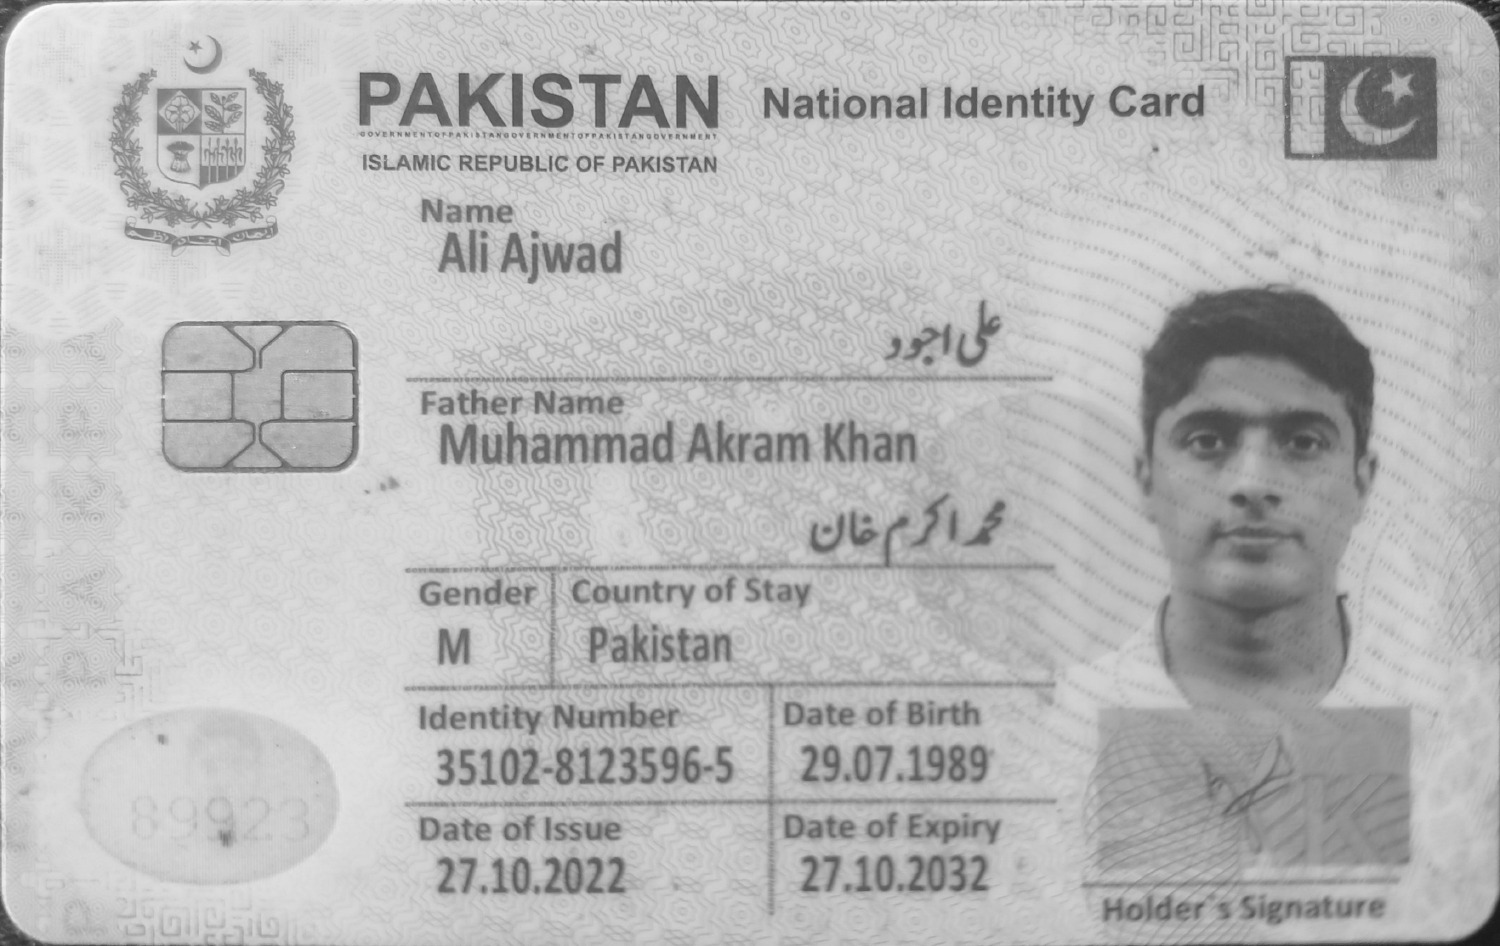 PAKISTAN National Identity Card
ISLAMIC REPUBLIC OF PAKISTAN
Name
Ali Ajwad
علی اجود
Father Name
Muhammad Akram Khan
محمد اکرم خان
Gender Country of Stay
M Pakistan
Identity Number Date of Birth
35102-8123596-5 29.07.1989
Date of Issue Date of Expiry
27.10.2022 27.10.2032
89923
Holder's Signature